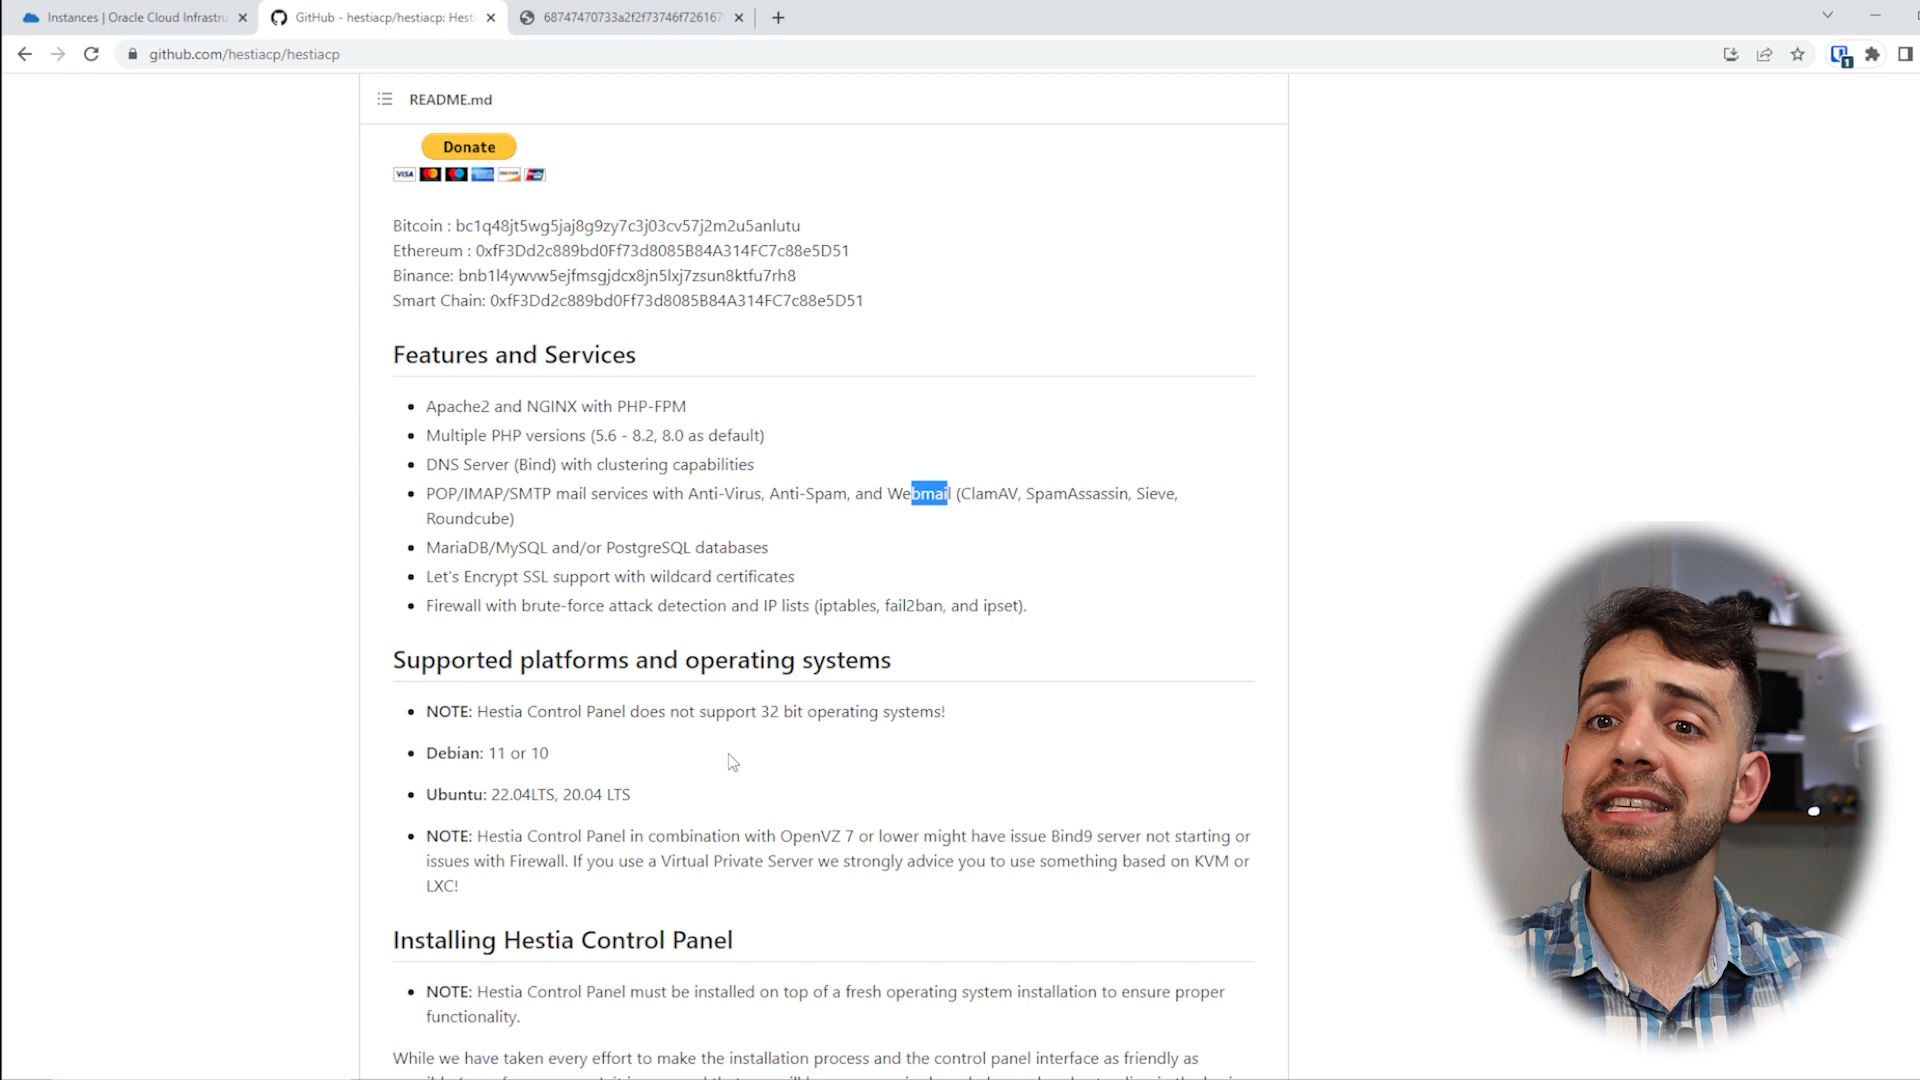 Instances | Oracle Cloud Infrastru
GitHub - hestiacp/hestiacp: Hest
68747470733a2f2f73746f726167
github.com/hestiacp/hestiacp
README.md
Donate
VISA
Bitcoin : bc1q48jt5wg5jaj8g9zy7c3j03cv57j2m2u5anlutu
Ethereum : 0xfF3Dd2c889bd0Ff73d8085B84A314FC7c88e5D51
Binance: bnb1l4ywvw5ejfmsgjdcx8jn5lxj7zsun8ktfu7rh8
Smart Chain: 0xfF3Dd2c889bd0Ff73d8085B84A314FC7c88e5D51
Features and Services
Apache2 and NGINX with PHP-FPM
Multiple PHP versions (5.6 - 8.2, 8.0 as default)
DNS Server (Bind) with clustering capabilities
POP/IMAP/SMTP mail services with Anti-Virus, Anti-Spam, and Webmail (ClamAV, SpamAssassin, Sieve,
Roundcube)
MariaDB/MySQL and/or PostgreSQL databases
Let's Encrypt SSL support with wildcard certificates
Firewall with brute-force attack detection and IP lists (iptables, fail2ban, and ipset).
Supported platforms and operating systems
NOTE: Hestia Control Panel does not support 32 bit operating systems!
Debian: 11 or 10
Ubuntu: 22.04LTS, 20.04 LTS
NOTE: Hestia Control Panel in combination with OpenVZ 7 or lower might have issue Bind9 server not starting or
issues with Firewall. If you use a Virtual Private Server we strongly advice you to use something based on KVM or
LXC!
Installing Hestia Control Panel
NOTE: Hestia Control Panel must be installed on top of a fresh operating system installation to ensure proper
functionality.
While we have taken every effort to make the installation process and the control panel interface as friendly as